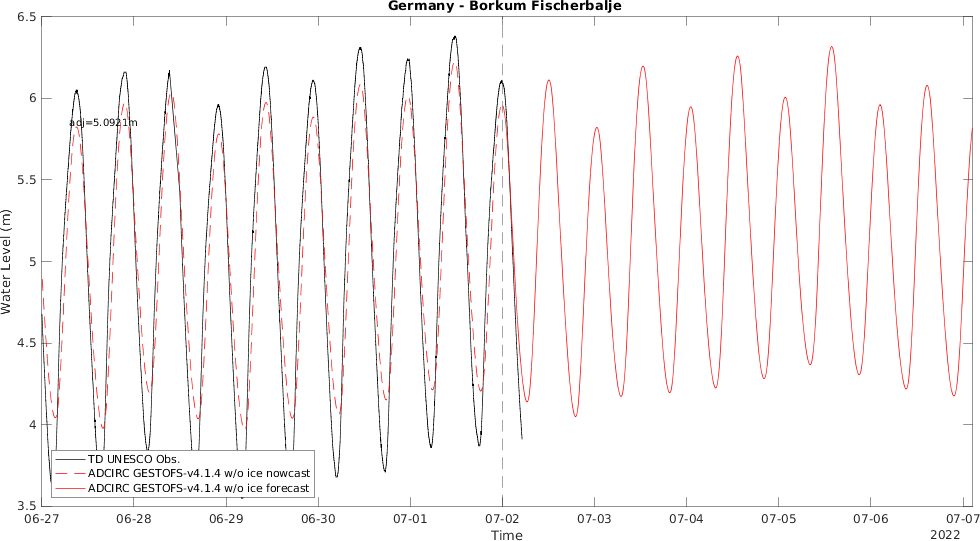 Germany - Borkum Fischerbalje
6.5
6
5.5
5
4.5
4
3.5
Water Level (m)
adj=5.0921m
TD UNESCO Obs.
ADCIRC GESTOFS-v4.1.4 w/o ice nowcast
ADCIRC GESTOFS-v4.1.4 w/o ice forecast
06-27 06-28 06-29 06-30 07-01 07-02 07-03 07-04 07-05 07-06 07-07
Time
2022